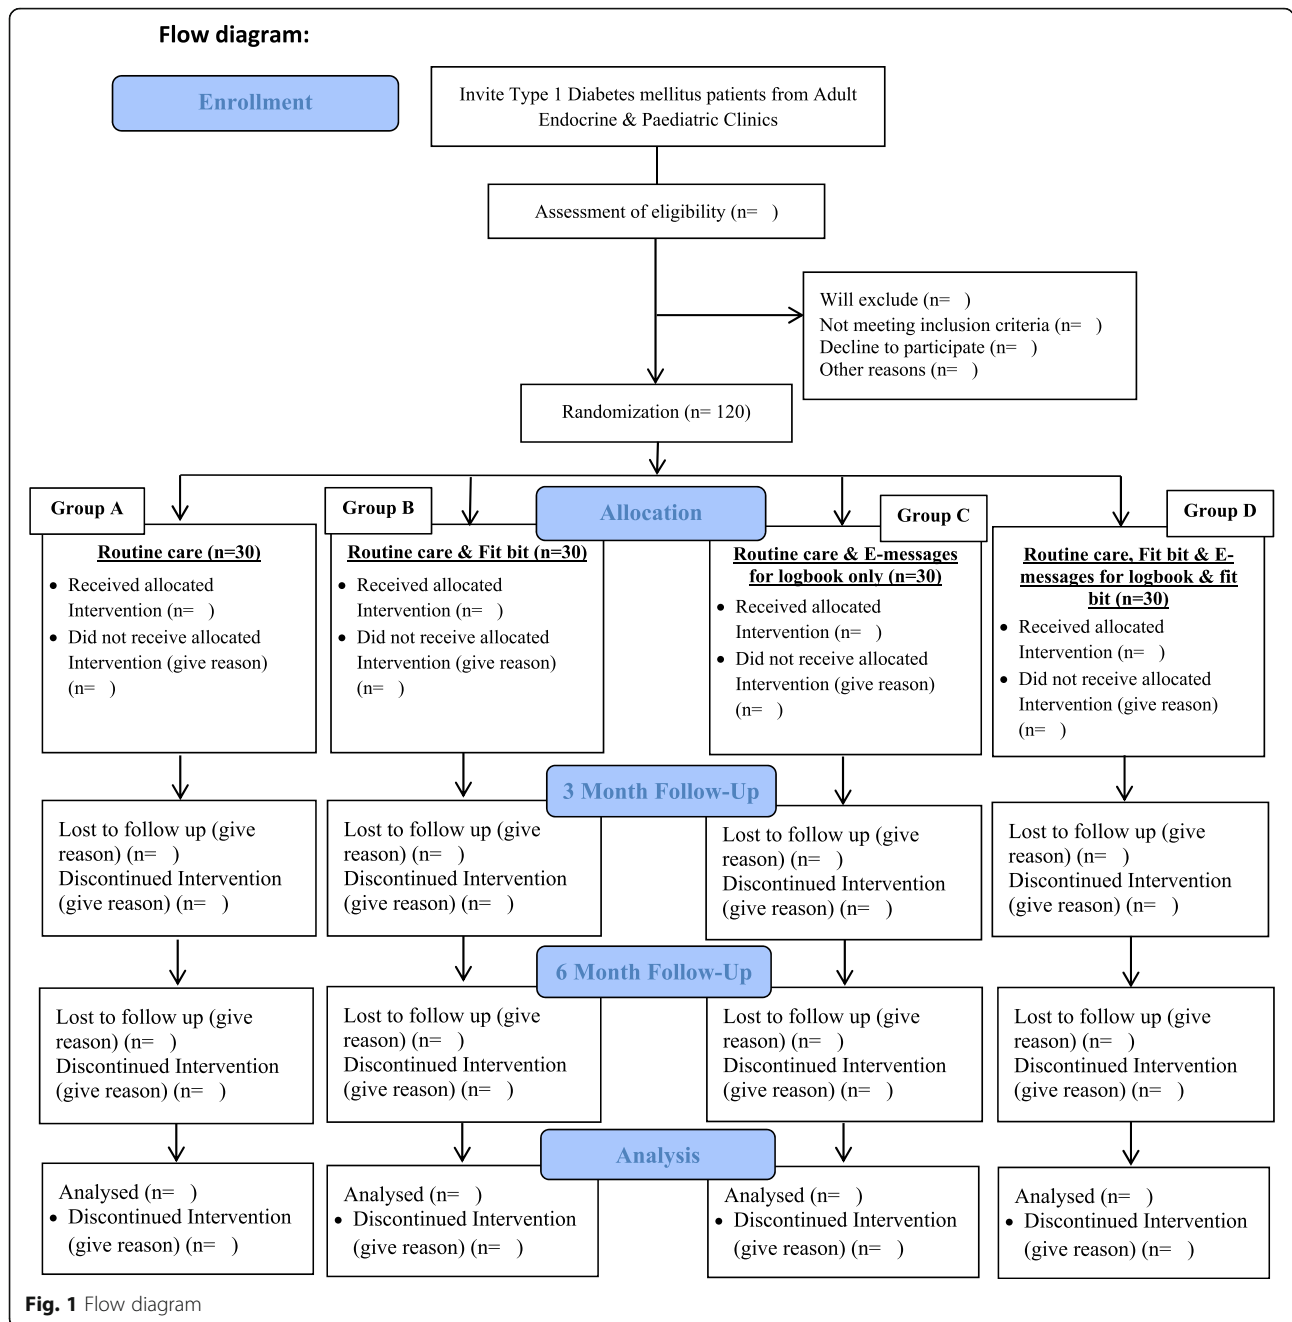 Flow diagram:
Enrollment
Invite Type 1 Diabetes mellitus patients from Adult
Endocrine & Paediatric Clinics
Assessment of eligibility (n= )
Will exclude (n= )
Not meeting inclusion criteria (n= )
Decline to participate (n= )
Other reasons (n= )
Randomization (n= 120)
Allocation
Group A
Routine care (n=30)
• Received allocated
Intervention (n= )
• Did not receive allocated
Intervention (give reason)
(n= )
Group B
Routine care & Fit bit (n=30)
• Received allocated
Intervention (n= )
• Did not receive allocated
Intervention (give reason)
(n= )
Group C
Routine care & E-messages
for logbook only (n=30)
• Received allocated
Intervention (n= )
• Did not receive allocated
Intervention (give reason)
(n= )
Group D
Routine care, Fit bit & E-
messages for logbook & fit
bit (n=30)
• Received allocated
Intervention (n= )
• Did not receive allocated
Intervention (give reason)
(n= )
3 Month Follow-Up
Lost to follow up (give
reason) (n= )
Discontinued Intervention
(give reason) (n= )
Lost to follow up (give
reason) (n= )
Discontinued Intervention
(give reason) (n= )
Lost to follow up (give
reason) (n= )
Discontinued Intervention
(give reason) (n= )
Lost to follow up (give
reason) (n= )
Discontinued Intervention
(give reason) (n= )
6 Month Follow-Up
Lost to follow up (give
reason) (n= )
Discontinued Intervention
(give reason) (n= )
Lost to follow up (give
reason) (n= )
Discontinued Intervention
(give reason) (n= )
Lost to follow up (give
reason) (n= )
Discontinued Intervention
(give reason) (n= )
Lost to follow up (give
reason) (n= )
Discontinued Intervention
(give reason) (n= )
Analysis
Analysed (n= )
• Discontinued Intervention
(give reason) (n= )
Analysed (n= )
• Discontinued Intervention
(give reason) (n= )
Analysed (n= )
• Discontinued Intervention
(give reason) (n= )
Analysed (n= )
• Discontinued Intervention
(give reason) (n= )
Fig. 1 Flow diagram